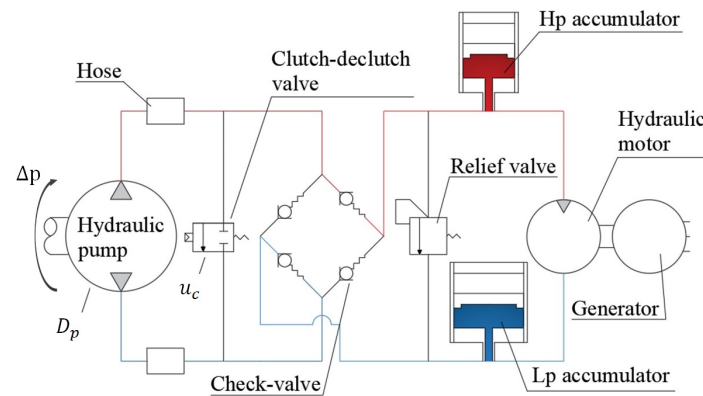 Hp accumulator
Clutch-declutch
valve
Hose
Hydraulic
motor
Δp
Relief valve
Hydraulic
pump
u_c
Generator
D_p
Check-valve
Lp accumulator